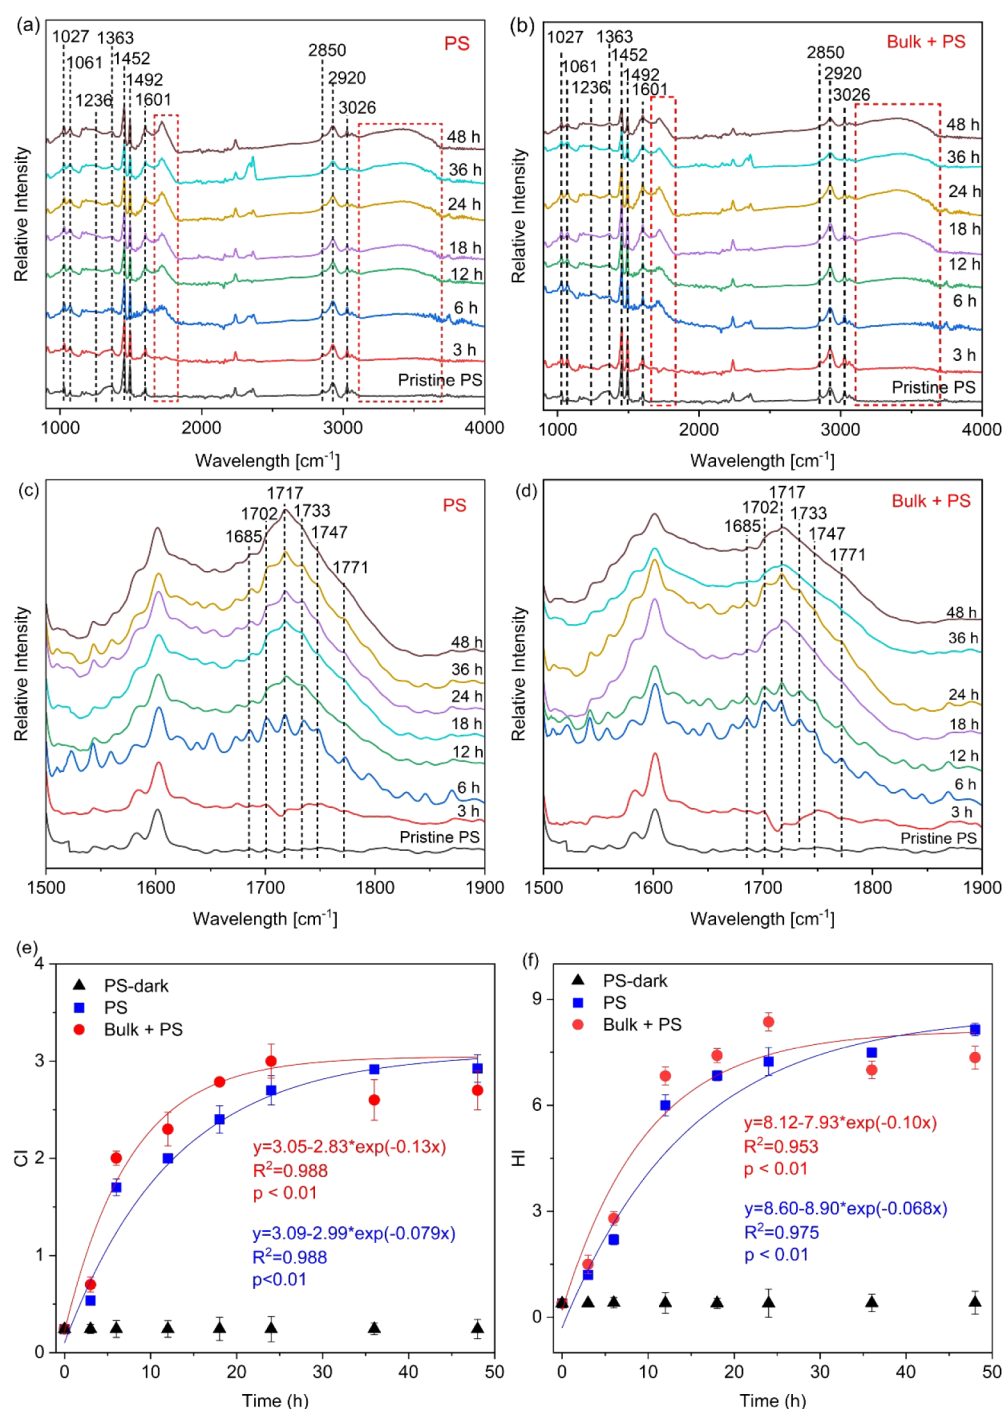 (a)
PS
1027
1363
2850
1061
1452
2920
1236
1492
3026
1601
48 h
36 h
24 h
18 h
12 h
6 h
3 h
Pristine PS
Relative Intensity
1000
2000
3000
4000
Wavelength [cm-1]
(b)
Bulk + PS
1027
1363
2850
1061
1452
2920
1236
1492
3026
1601
48 h
36 h
24 h
18 h
12 h
6 h
3 h
Pristine PS
Relative Intensity
1000
2000
3000
4000
Wavelength [cm-1]
(c)
PS
1717
1702
1733
1685
1747
1771
48 h
36 h
24 h
18 h
12 h
6 h
3 h
Pristine PS
Relative Intensity
1500
1600
1700
1800
1900
Wavelength [cm-1]
(d)
Bulk + PS
1717
1702
1733
1685
1747
1771
48 h
36 h
24 h
18 h
12 h
6 h
3 h
Pristine PS
Relative Intensity
1500
1600
1700
1800
1900
Wavelength [cm-1]
(e)
4
PS-dark
PS
Bulk + PS
3
2
y=3.05-2.83*exp(-0.13x)
R2=0.988
p < 0.01
y=3.09-2.99*exp(-0.079x)
R2=0.988
p<0.01
1
0
CI
0
10
20
30
40
50
Time (h)
(f)
9
PS-dark
PS
Bulk + PS
6
y=8.12-7.93*exp(-0.10x)
R2=0.953
p < 0.01
3
y=8.60-8.90*exp(-0.068x)
R2=0.975
p < 0.01
0
HI
0
10
20
30
40
50
Time (h)